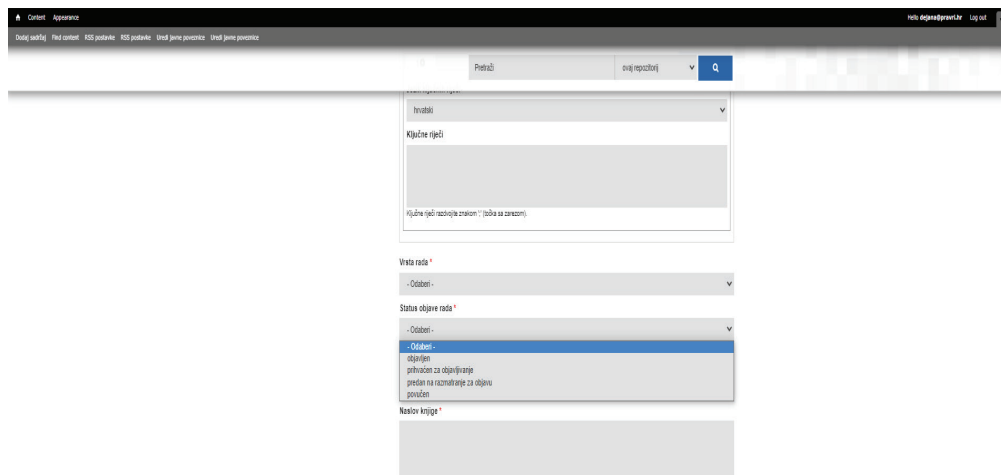 Content Appearance Hello dejana@pravri.hr Log out
Dodaj sadržaj Find content RSS postavke RSS postavke Uredi javne poveznice Uredi javne poveznice
Pretraži ovaj repozitorij
hrvatski
Ključne riječi
Ključne riječi razdvojite znakom ';' (točka sa zarezom).
Vrsta rada *
- Odaberi -
Status objave rada *
- Odaberi -
- Odaberi -
objavljen
prihvaćen za objavljivanje
predan na razmatranje za objavu
povučen
Naslov knjige *